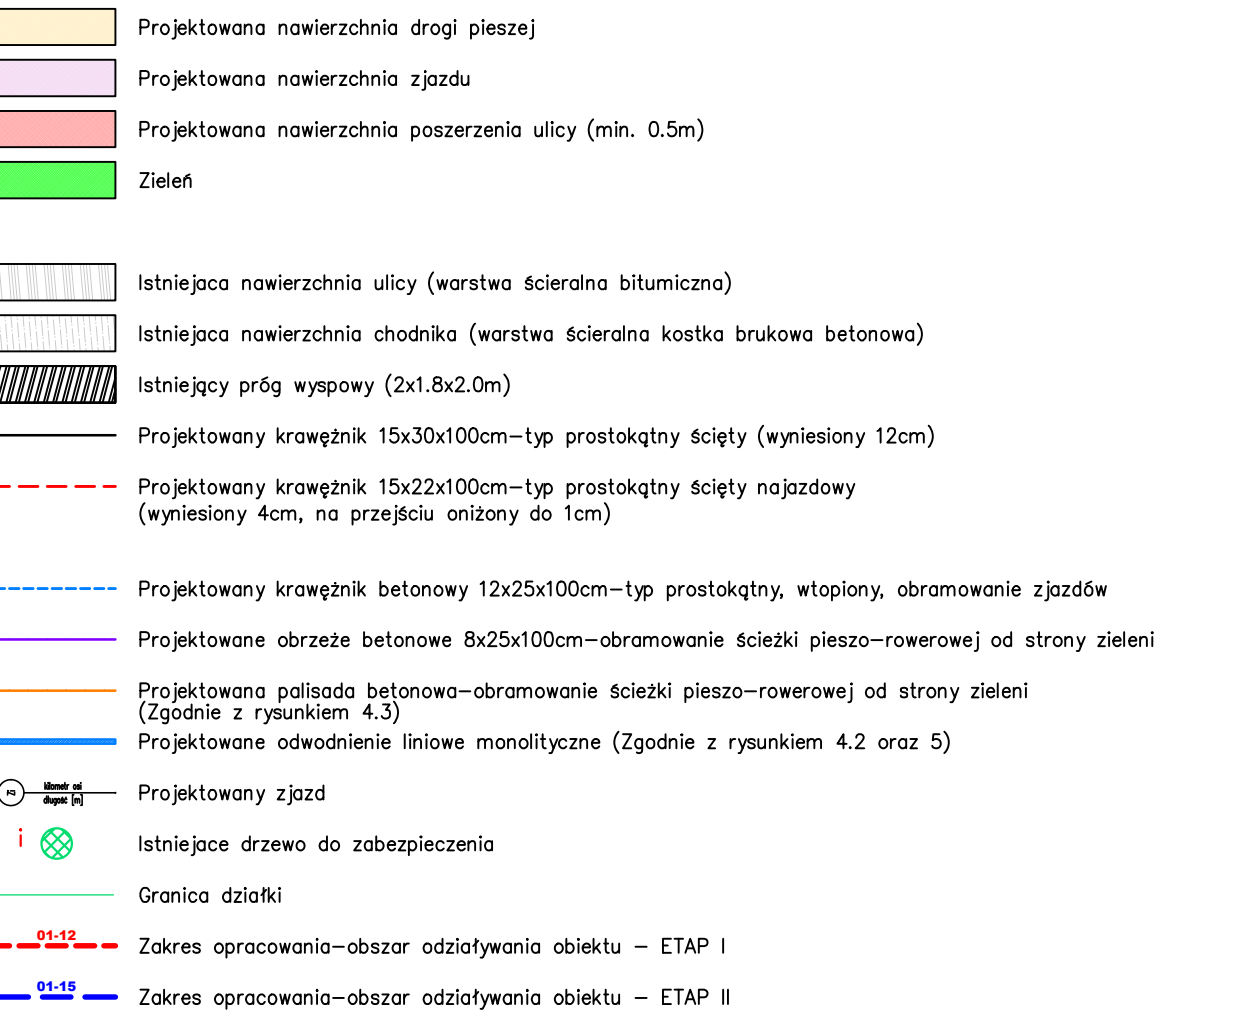 Projektowana nawierzchnia drogi pieszej
Projektowana nawierzchnia zjazdu
Projektowana nawierzchnia poszerzenia ulicy (min. 0.5m)
Zieleń
Istniejaca nawierzchnia ulicy (warstwa ścieralna bitumiczna)
Istniejaca nawierzchnia chodnika (warstwa ścieralna kostka brukowa betonowa)
Istniejący próg wyspowy (2x1.8x2.0m)
Projektowany krawężnik 15x30x100cm-typ prostokątny ścięty (wyniesiony 12cm)
Projektowany krawężnik 15x22x100cm-typ prostokątny ścięty najazdowy
(wyniesiony 4cm, na przejściu oniżony do 1cm)
Projektowany krawężnik betonowy 12x25x100cm-typ prostokątny, wtopiony, obramowanie zjazdów
Projektowane obrzeże betonowe 8x25x100cm-obramowanie ścieżki pieszo-rowerowej od strony zieleni
Projektowana palisada betonowa-obramowanie ścieżki pieszo-rowerowej od strony zieleni
(Zgodnie z rysunkiem 4.3)
Projektowane odwodnienie liniowe monolityczne (Zgodnie z rysunkiem 4.2 oraz 5)
kilometr osi
długość [m]
Projektowany zjazd
i
Istniejace drzewo do zabezpieczenia
Granica działki
01-12
Zakres opracowania-obszar odziaływania obiektu - ETAP I
01-15
Zakres opracowania-obszar odziaływania obiektu - ETAP II